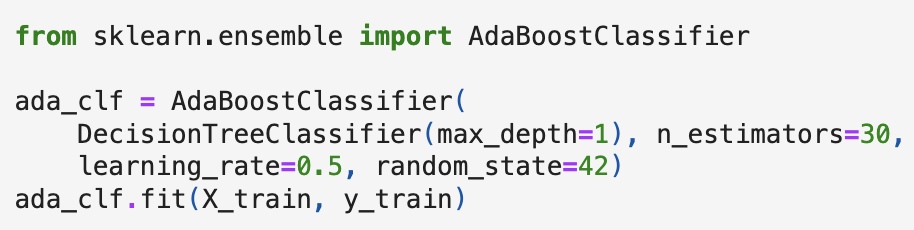 from sklearn.ensemble import AdaBoostClassifier

ada_clf = AdaBoostClassifier(
    DecisionTreeClassifier(max_depth=1), n_estimators=30,
    learning_rate=0.5, random_state=42)
ada_clf.fit(X_train, y_train)